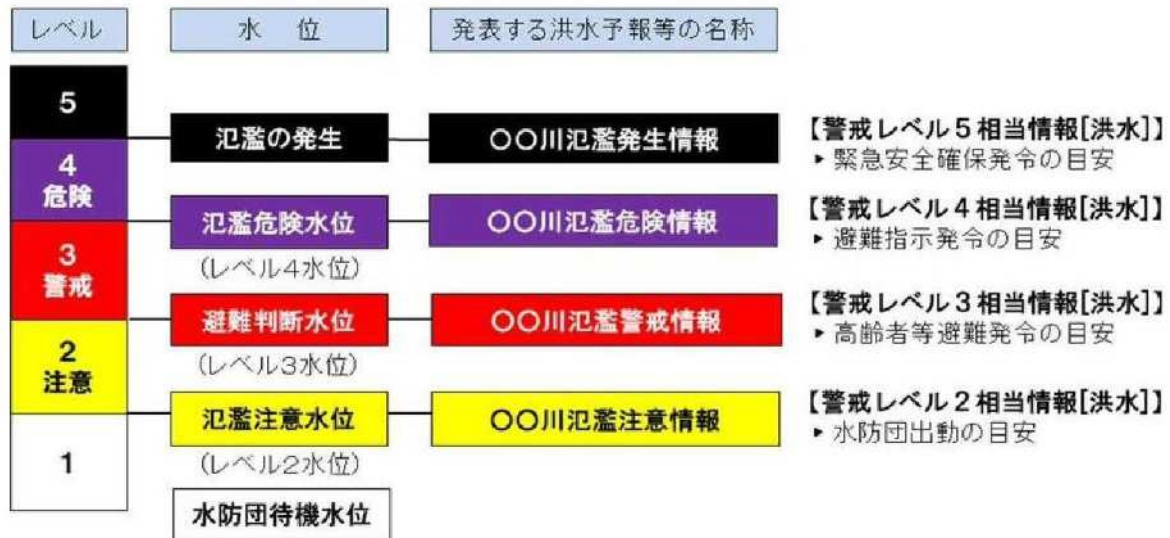 レベル 水 位 発表する洪水予報等の名称
5
氾濫の発生 〇〇川氾濫発生情報 【警戒レベル5相当情報[洪水]】
▸ 緊急安全確保発令の目安
4
危険
氾濫危険水位 〇〇川氾濫危険情報 【警戒レベル4相当情報[洪水]】
(レベル4水位) ▸ 避難指示発令の目安
3
警戒
避難判断水位 〇〇川氾濫警戒情報 【警戒レベル3相当情報[洪水]】
(レベル3水位) ▸ 高齢者等避難発令の目安
2
注意
氾濫注意水位 〇〇川氾濫注意情報 【警戒レベル2相当情報[洪水]】
(レベル2水位) ▸ 水防団出動の目安
1
水防団待機水位